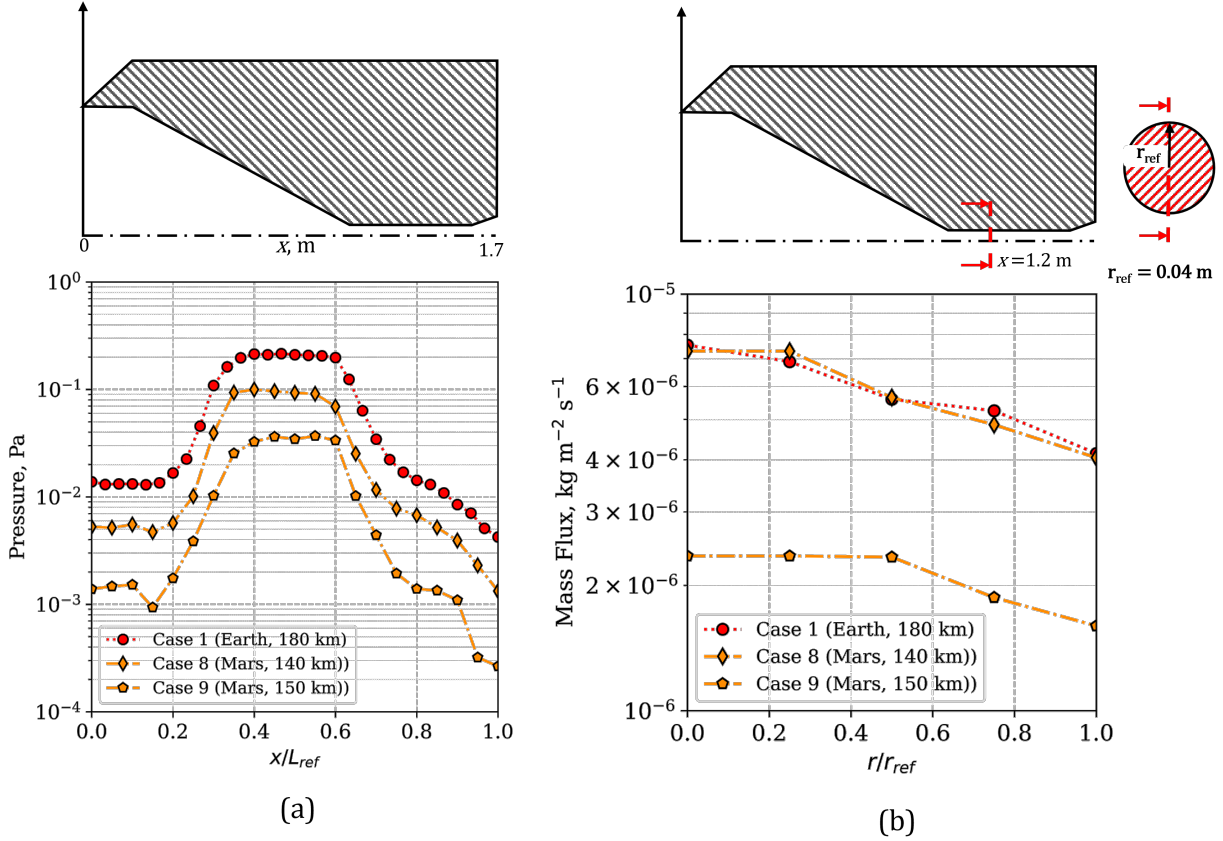 0
x, m
1.7
10⁰
10⁻¹
10⁻²
10⁻³
10⁻⁴
Pressure, Pa
Case 1 (Earth, 180 km)
Case 8 (Mars, 140 km))
Case 9 (Mars, 150 km))
0.0 0.2 0.4 0.6 0.8 1.0
x/L_ref
(a)
r_ref
x = 1.2 m
r_ref = 0.04 m
10⁻⁵
6 × 10⁻⁶
4 × 10⁻⁶
3 × 10⁻⁶
2 × 10⁻⁶
10⁻⁶
Mass Flux, kg m⁻² s⁻¹
Case 1 (Earth, 180 km)
Case 8 (Mars, 140 km))
Case 9 (Mars, 150 km))
0.0 0.2 0.4 0.6 0.8 1.0
r/r_ref
(b)